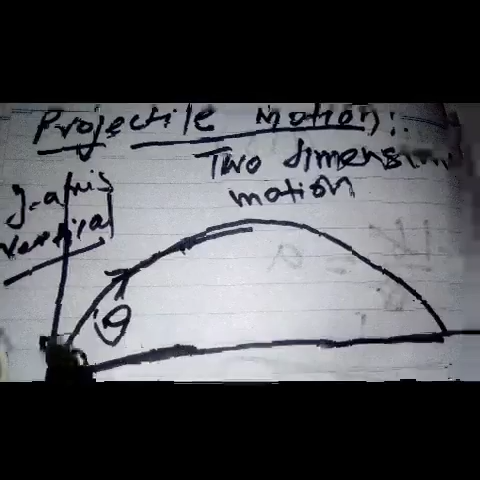 Projectile motion:.
Two dimension
motion
y-axis
vertical
θ